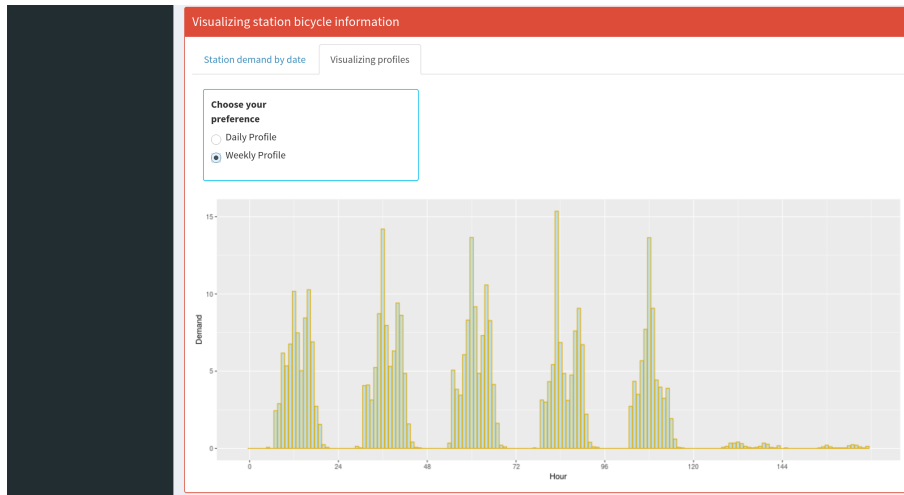 Visualizing station bicycle information
Station demand by date
Visualizing profiles
Choose your
preference
Daily Profile
Weekly Profile
15
10
5
0
Demand
0 24 48 72 96 120 144
Hour